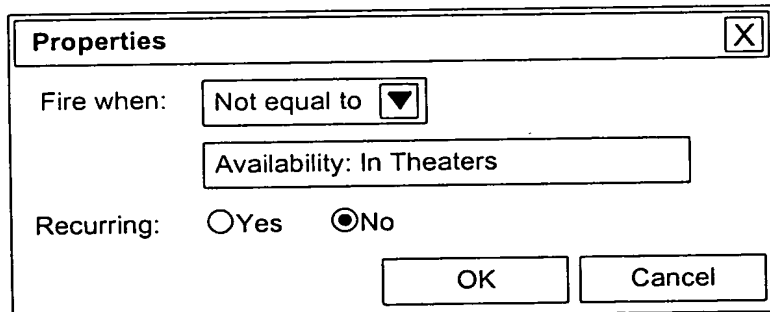 Properties X
Fire when: Not equal to
Availability: In Theaters
Recurring: Yes No
OK Cancel